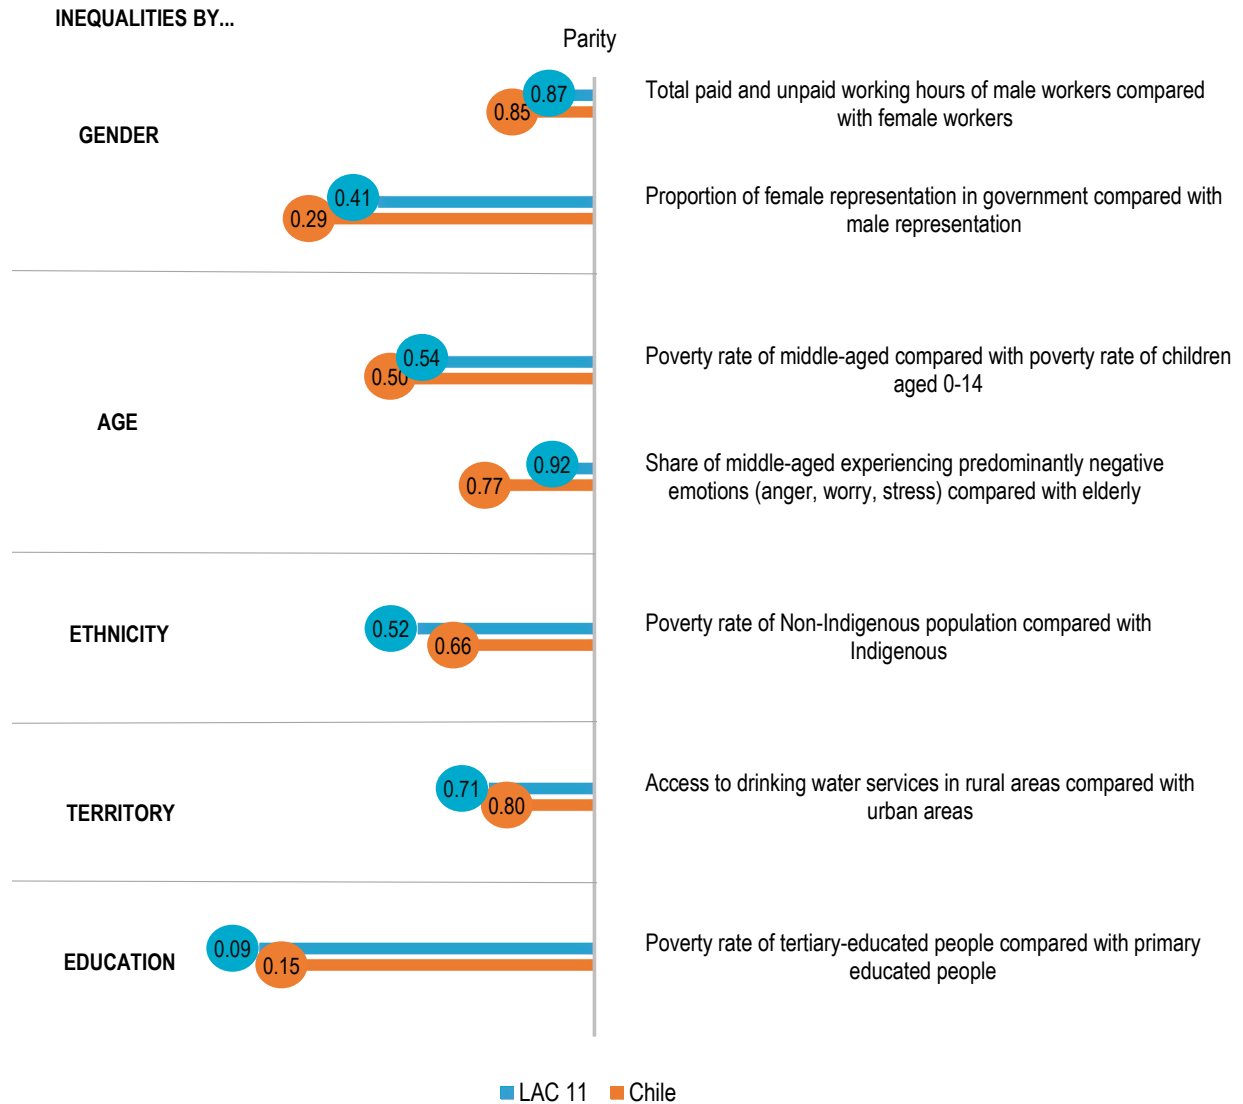 INEQUALITIES BY...
Parity
GENDER
0.87
0.85
Total paid and unpaid working hours of male workers compared
with female workers
0.41
0.29
Proportion of female representation in government compared with
male representation
AGE
0.54
0.50
Poverty rate of middle-aged compared with poverty rate of children
aged 0-14
0.92
0.77
Share of middle-aged experiencing predominantly negative
emotions (anger, worry, stress) compared with elderly
ETHNICITY
0.52
0.66
Poverty rate of Non-Indigenous population compared with
Indigenous
TERRITORY
0.71
0.80
Access to drinking water services in rural areas compared with
urban areas
EDUCATION
0.09
0.15
Poverty rate of tertiary-educated people compared with primary
educated people
LAC 11
Chile